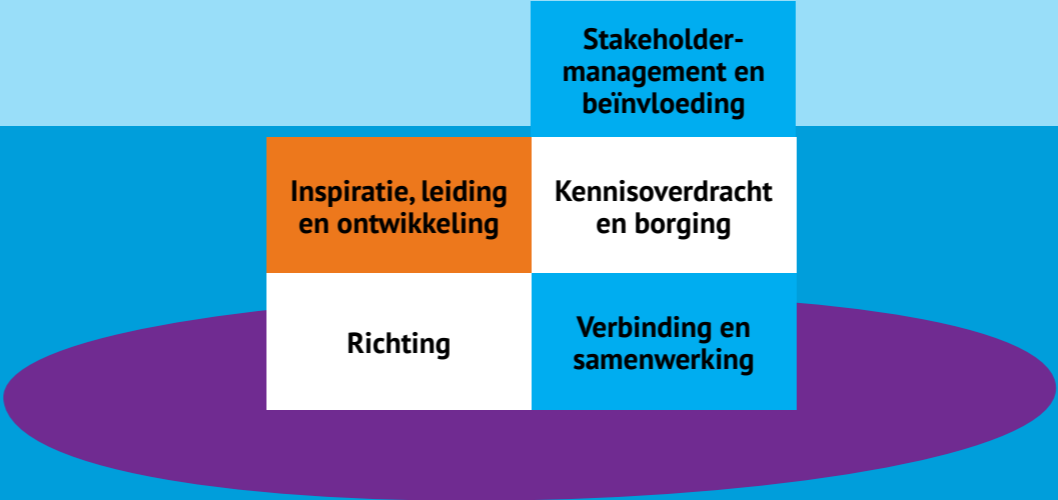 Stakeholder-
management en
beïnvloeding
Inspiratie, leiding
en ontwikkeling
Kennisoverdracht
en borging
Richting
Verbinding en
samenwerking